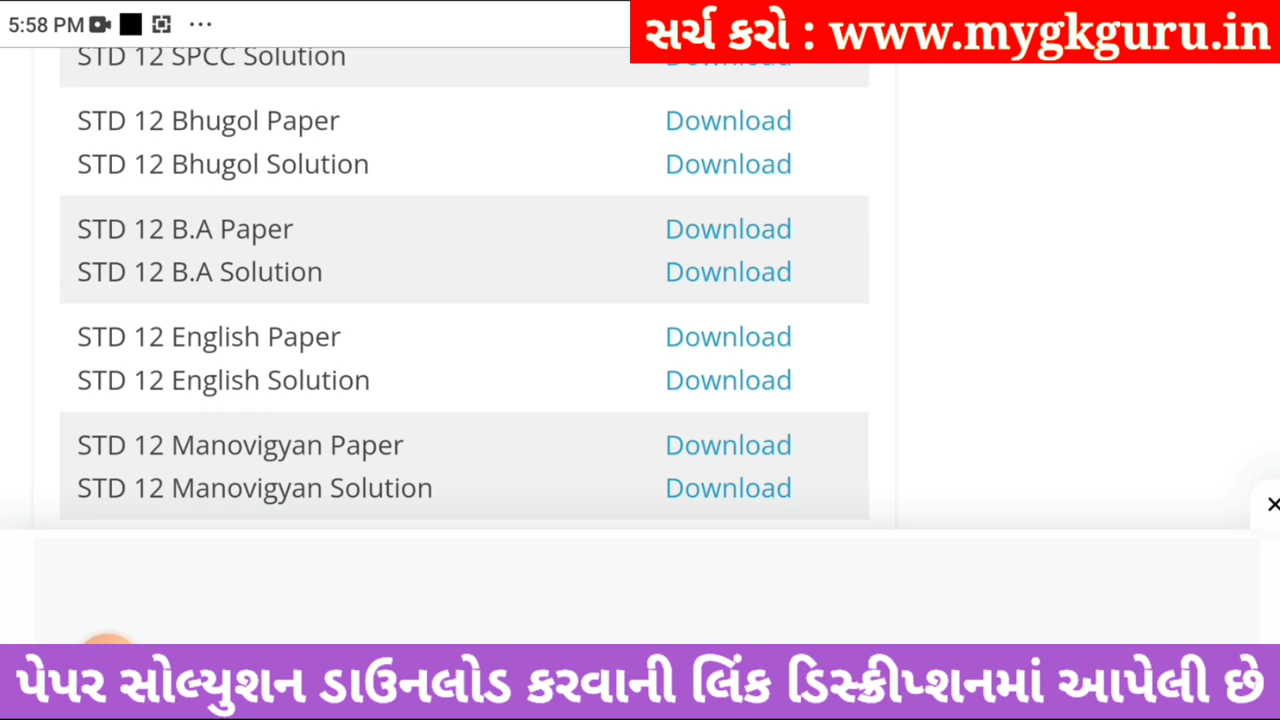 5:58 PM
સર્ચ કરો : www.mygkguru.in
STD 12 SPCC Solution Download
STD 12 Bhugol Paper Download
STD 12 Bhugol Solution Download
STD 12 B.A Paper Download
STD 12 B.A Solution Download
STD 12 English Paper Download
STD 12 English Solution Download
STD 12 Manovigyan Paper Download
STD 12 Manovigyan Solution Download
પેપર સોલ્યુશન ડાઉનલોડ કરવાની લિંક ડિસ્ક્રીપ્શનમાં આપેલી છે